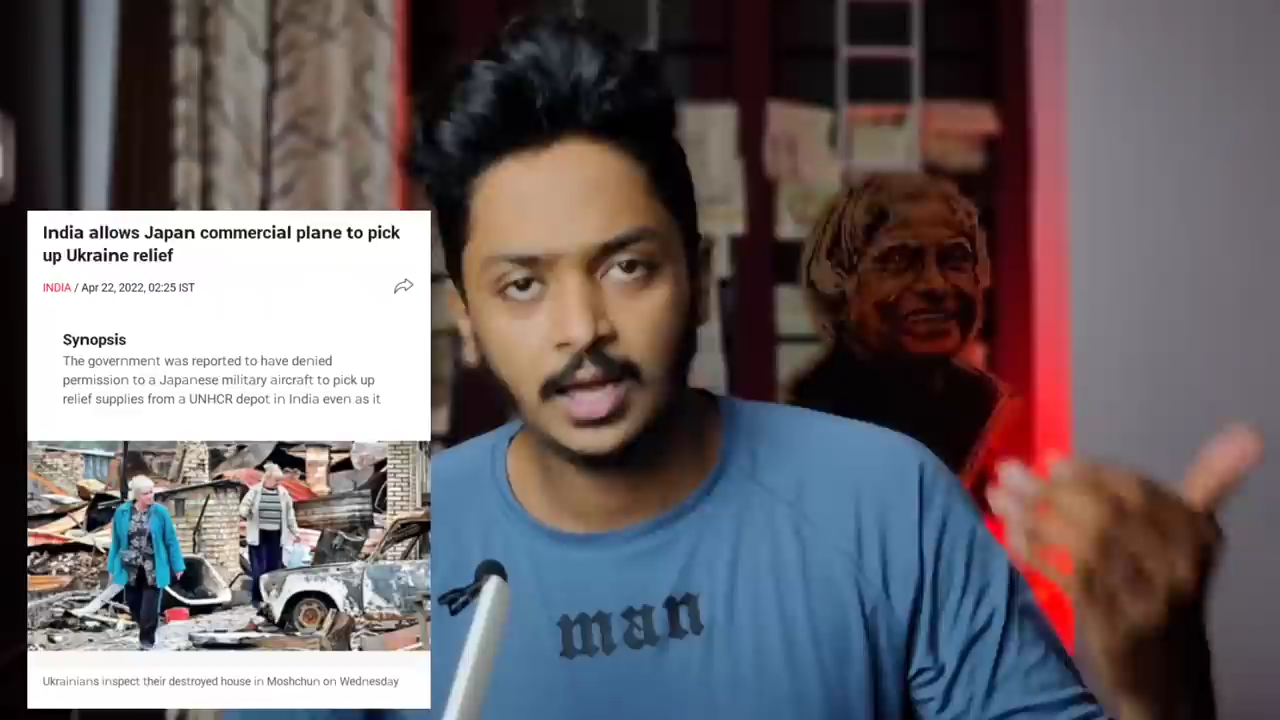 India allows Japan commercial plane to pick
up Ukraine relief
INDIA / Apr 22, 2022, 02:25 IST
Synopsis
The government was reported to have denied
permission to a Japanese military aircraft to pick up
relief supplies from a UNHCR depot in India even as it
Ukrainians inspect their destroyed house in Moshchun on Wednesday
man